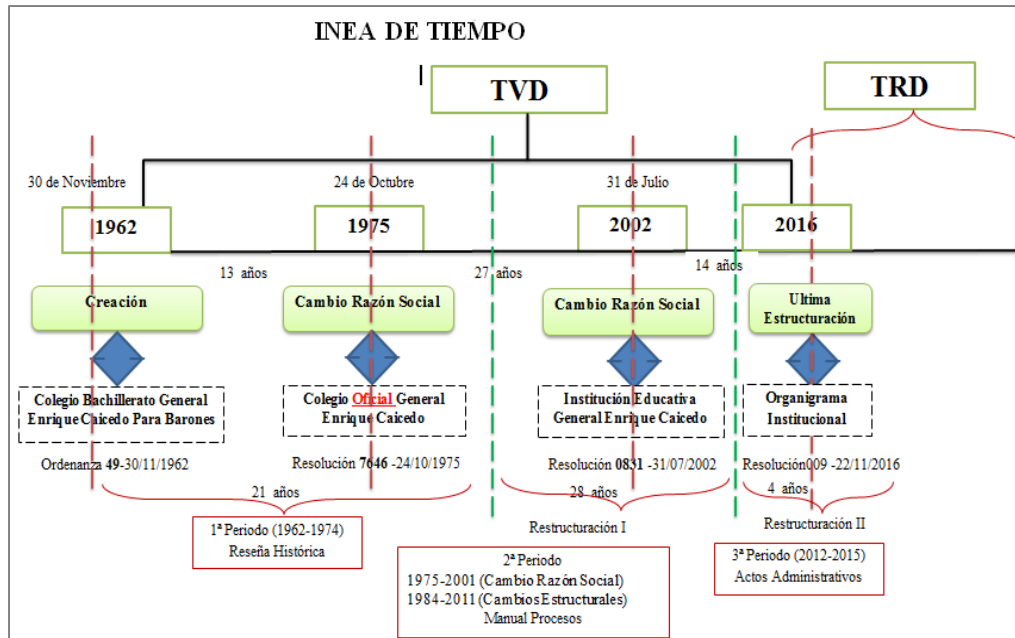 INEA DE TIEMPO
TVD
TRD
30 de Noviembre
24 de Octubre
31 de Julio
1962
1975
2002
2016
13 años
27 años
14 años
Creación
Cambio Razón Social
Cambio Razón Social
Ultima
Estructuración
Colegio Bachillerato General
Enrique Caicedo Para Barones
Colegio Oficial General
Enrique Caicedo
Institución Educativa
General Enrique Caicedo
Organigrama
Institucional
Ordenanza 49-30/11/1962
Resolución 7646 -24/10/1975
Resolución 0831 -31/07/2002
Resolución009 -22/11/2016
21 años
28 años
4 años
Restructuración I
Restructuración II
1ª Periodo (1962-1974)
Reseña Histórica
2ª Periodo
1975-2001 (Cambio Razón Social)
1984-2011 (Cambios Estructurales)
Manual Procesos
3ª Periodo (2012-2015)
Actos Administrativos